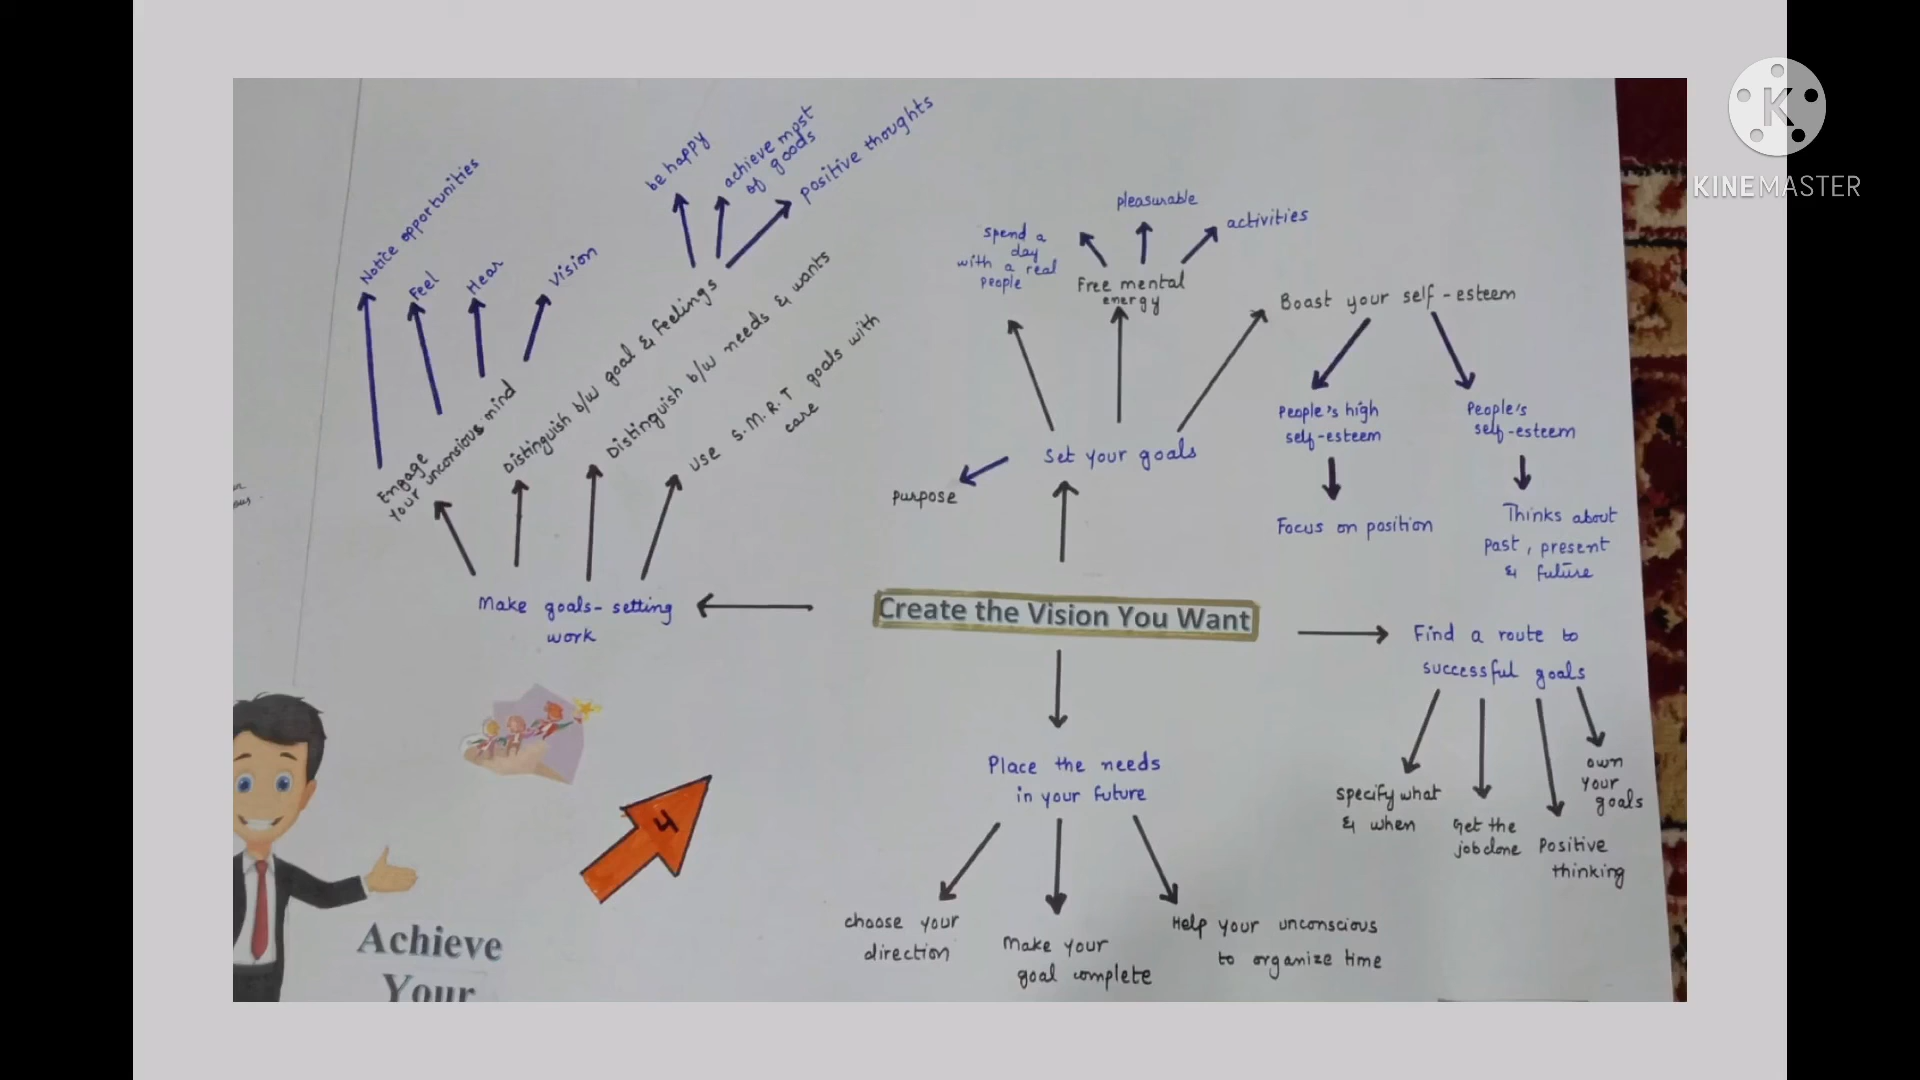 KINEMASTER
Notice opportunities
Feel
Hear
Vision
be happy
achieve most
of goods
positive thoughts
Engage
your unconsious mind
Distinguish b/w goal & feelings
Distinguish b/w needs & wants
Use S.M.R.T goals with
care
Make goals-setting
work
spend a
day
with a real
people
pleasurable
activities
Free mental
energy
Boast your self-esteem
People's high
self-esteem
People's
self-esteem
Focus on position
Thinks about
past, present
& future
Set your goals
purpose
Create the Vision You Want
Find a route to
successful goals
specify what
& when
Get the
job done
Positive
thinking
own
your
goals
Place the needs
in your future
choose your
direction
Make your
goal complete
Help your unconscious
to organize time
4
Achieve
Your